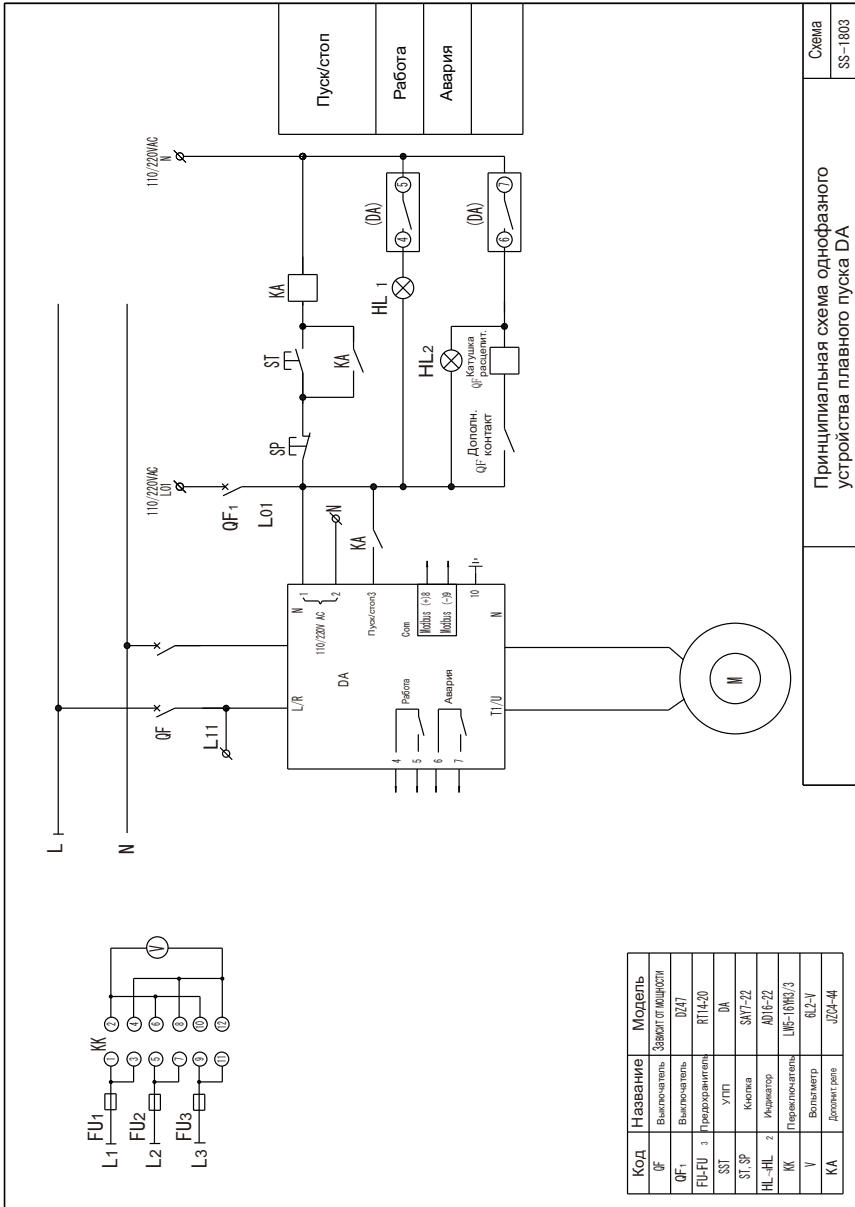 L
N
QF
L11
110/220VAC
L01
110/220VAC
N
QF1
L01
SP
ST
KA
KA
Пуск/стоп
Работа
Авария
HL 1
(DA)
4
5
HL2
QF Катушка
расцепит.
QF Дополн.
контакт
(DA)
6
7
KA
N
L/R
N
1
110/220V AC
2
DA
Пуск/стоп3
Com
Modbus (+)8
Modbus (-)9
10
Работа
4
5
Авария
6
7
T1/U
N
M
FU1
L1
FU2
L2
FU3
L3
KK
1
2
3
4
5
6
7
8
9
10
11
12
V
Код Название Модель
QF Выключатель Зависит от мощности
QF1 Выключатель DZ47
FU-FU 3 Предохранитель RT14-20
SST УПП DA
ST,SP Кнопка SAY7-22
HL-HL 2 Индикатор AD16-22
KK Переключатель
V Вольтметр 6L2-V
KA Дополнит.реле JZC4-44
Принципиальная схема однофазного
устройства плавного пуска DA
Схема
SS-1803